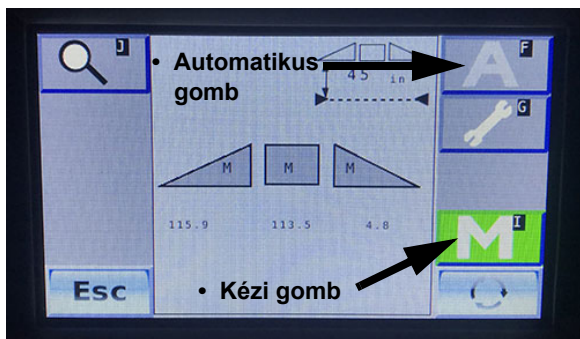 J
F
• Automatikus
gomb
45 in
A
G
M M M
115.9 113.5 4.8
I
M
Esc
• Kézi gomb